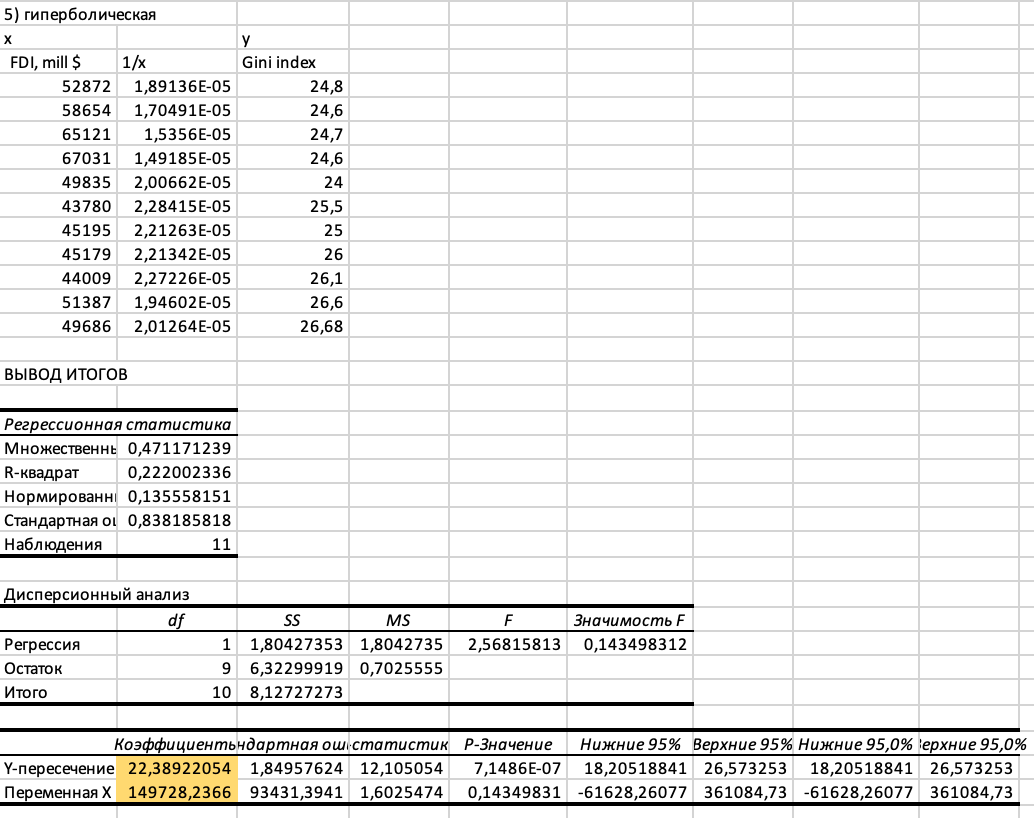 5) гиперболическая
x y
FDI, mill $ 1/x Gini index
52872 1,89136E-05 24,8
58654 1,70491E-05 24,6
65121 1,5356E-05 24,7
67031 1,49185E-05 24,6
49835 2,00662E-05 24
43780 2,28415E-05 25,5
45195 2,21263E-05 25
45179 2,21342E-05 26
44009 2,27226E-05 26,1
51387 1,94602E-05 26,6
49686 2,01264E-05 26,68
ВЫВОД ИТОГОВ
Регрессионная статистика
Множественнь 0,471171239
R-квадрат 0,222002336
Нормированні 0,135558151
Стандартная ог 0,838185818
Наблюдения 11
Дисперсионный анализ
df SS MS F Значимость F
Регрессия 1 1,80427353 1,8042735 2,56815813 0,143498312
Остаток 9 6,32299919 0,7025555
Итого 10 8,12727273
Коэффициенть ндартная ош -статистик P-Значение Нижние 95% Верхние 95% Нижние 95,0% Верхние 95,0%
Y-пересечение 22,38922054 1,84957624 12,105054 7,1486E-07 18,20518841 26,573253 18,20518841 26,573253
Переменная X 149728,2366 93431,3941 1,6025474 0,14349831 -61628,26077 361084,73 -61628,26077 361084,73